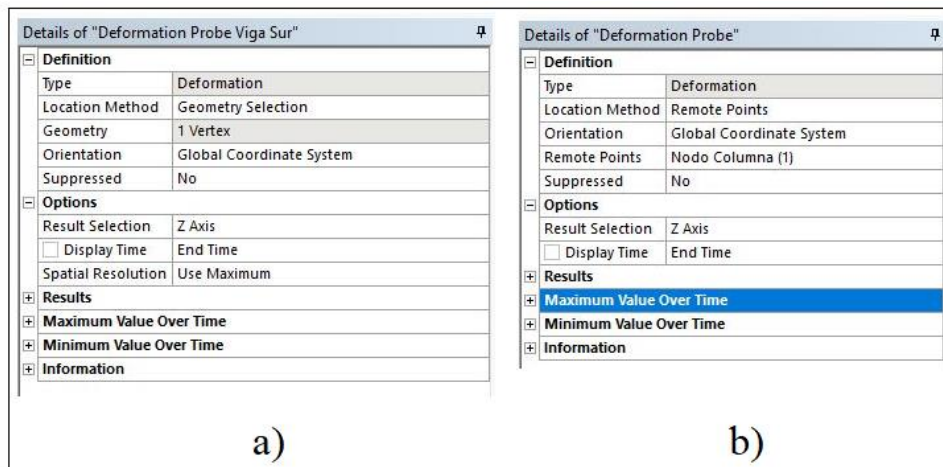 Details of "Deformation Probe Viga Sur"
Definition
Type Deformation
Location Method Geometry Selection
Geometry 1 Vertex
Orientation Global Coordinate System
Suppressed No
Options
Result Selection Z Axis
Display Time End Time
Spatial Resolution Use Maximum
Results
Maximum Value Over Time
Minimum Value Over Time
Information
a)
Details of "Deformation Probe"
Definition
Type Deformation
Location Method Remote Points
Orientation Global Coordinate System
Remote Points Nodo Columna (1)
Suppressed No
Options
Result Selection Z Axis
Display Time End Time
Results
Maximum Value Over Time
Minimum Value Over Time
Information
b)